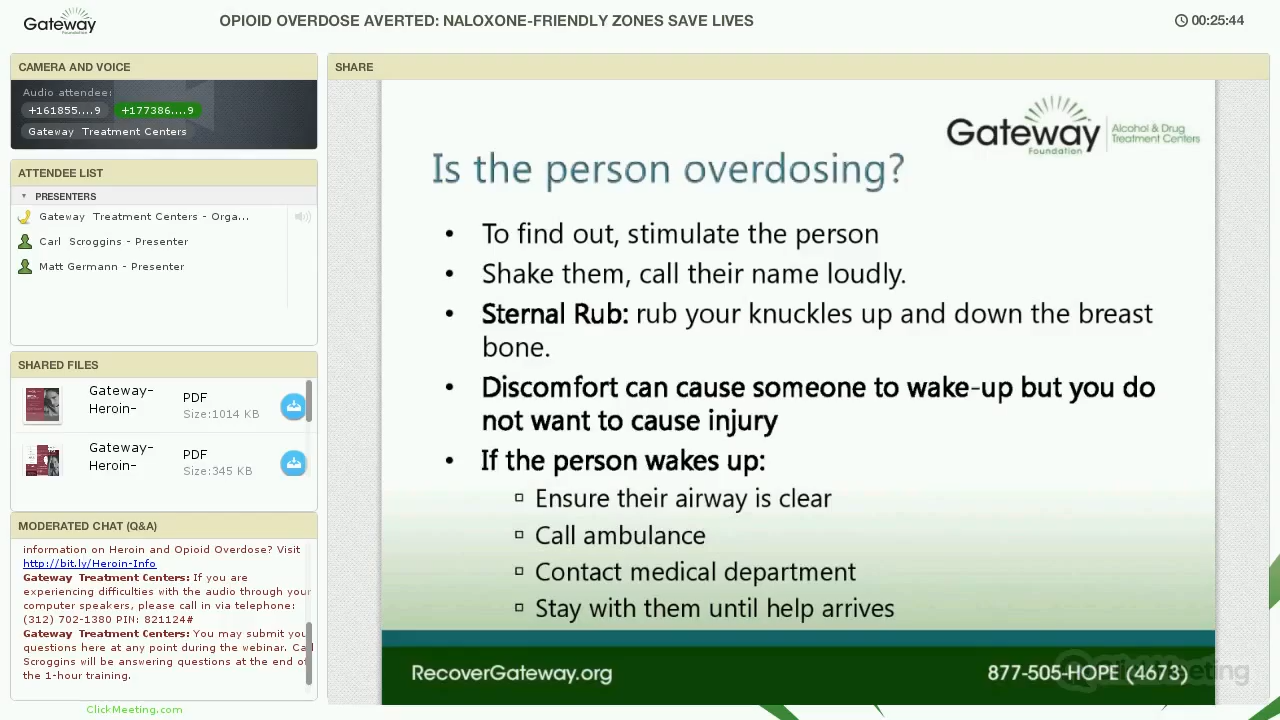 Gateway
Foundation
OPIOID OVERDOSE AVERTED: NALOXONE-FRIENDLY ZONES SAVE LIVES
00:25:44
CAMERA AND VOICE
Audio attendee:
+161855....9
+177386....9
Gateway Treatment Centers
ATTENDEE LIST
PRESENTERS
Gateway Treatment Centers - Orga...
Carl Scroggins - Presenter
Matt Germann - Presenter
SHARED FILES
Gateway-
Heroin-
PDF
Size:1014 KB
Gateway-
Heroin-
PDF
Size:345 KB
MODERATED CHAT (Q&A)
information on Heroin and Opioid Overdose? Visit
http://bit.ly/Heroin-Info
Gateway Treatment Centers: If you are
experiencing difficulties with the audio through your
computer speakers, please call in via telephone:
(312) 702-1380 PIN: 821124#
Gateway Treatment Centers: You may submit you
questions here at any point during the webinar. Carl
Scroggins will be answering questions at the end of
the 1-hour training.
ClickMeeting.com
SHARE
Gateway
Foundation
Alcohol & Drug
Treatment Centers
Is the person overdosing?
• To find out, stimulate the person
• Shake them, call their name loudly.
• Sternal Rub: rub your knuckles up and down the breast
bone.
• Discomfort can cause someone to wake-up but you do
not want to cause injury
• If the person wakes up:
▫ Ensure their airway is clear
▫ Call ambulance
▫ Contact medical department
▫ Stay with them until help arrives
RecoverGateway.org
877-505-HOPE (4673)